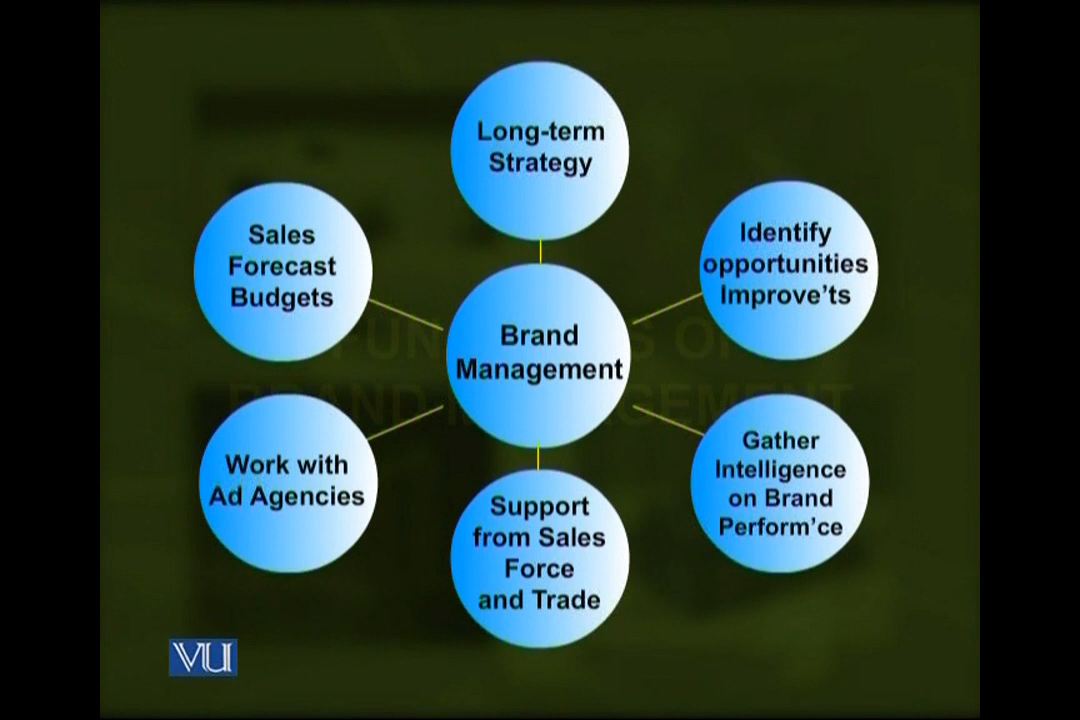 Long-term
Strategy
Sales
Forecast
Budgets
Identify
opportunities
Improve'ts
Brand
Management
Work with
Ad Agencies
Gather
Intelligence
on Brand
Perform'ce
Support
from Sales
Force
and Trade
VU